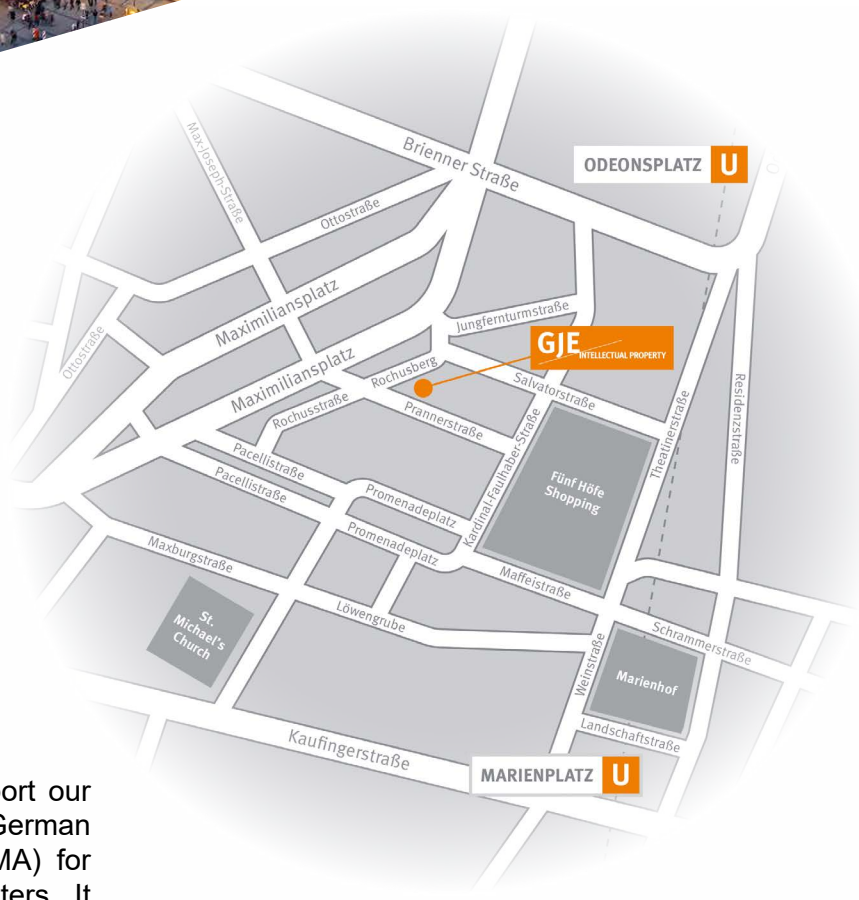 Max-Joseph-Straße
Brienner Straße
ODEONSPLATZ U
Ottostraße
Maximiliansplatz
Ottostraße
Jungfernturmstraße
GJE
INTELLECTUAL PROPERTY
Maximiliansplatz
Rochusberg
Salvatorstraße
Rochusstraße
Prannerstraße
Kardinal-Faulhaber-Straße
Theatinerstraße
Residenzstraße
Pacellistraße
Pacellistraße
Fünf Höfe
Shopping
Promenadeplatz
Promenadeplatz
Maxburgstraße
Maffeistraße
Löwengrube
St.
Michael's
Church
Schrammerstraße
Weinstraße
Marienhof
Landschaftstraße
Kaufingerstraße
MARIENPLATZ U
ort our
German
MA) for
ters. It